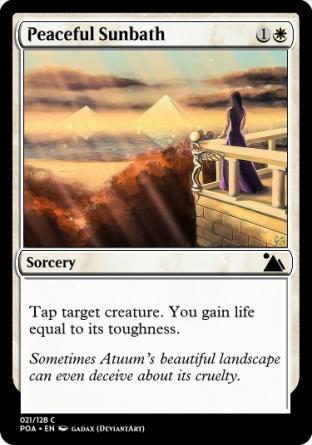 Peaceful Sunbath 1
Sorcery
Tap target creature. You gain life
equal to its toughness.
Sometimes Atuum's beautiful landscape
can even deceive about its cruelty.
021/128 C
POA • EN GADAX (DEVIANTART)